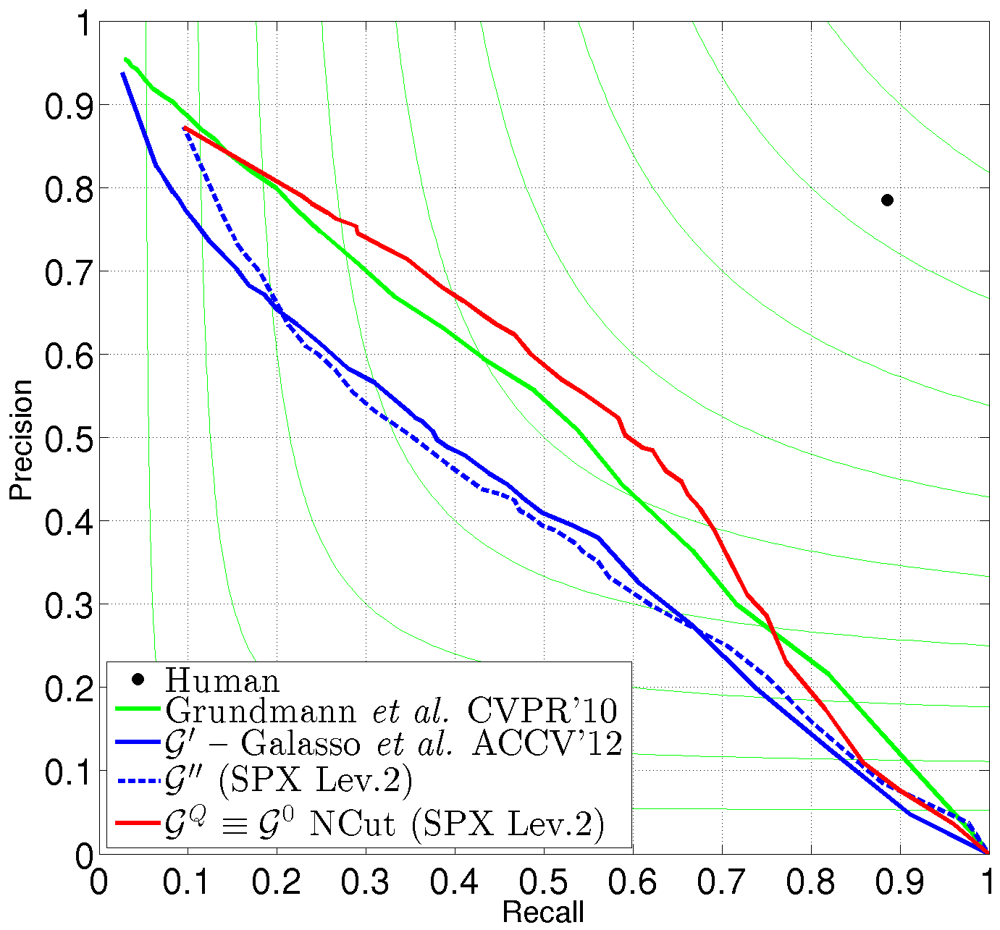 1
0.9
0.8
0.7
0.6
0.5
0.4
0.3
0.2
0.1
0
Precision
Human
Grundmann et al. CVPR'10
𝒢′ – Galasso et al. ACCV'12
𝒢″ (SPX Lev.2)
𝒢^Q ≡ 𝒢^0 NCut (SPX Lev.2)
0 0.1 0.2 0.3 0.4 0.5 0.6 0.7 0.8 0.9 1
Recall